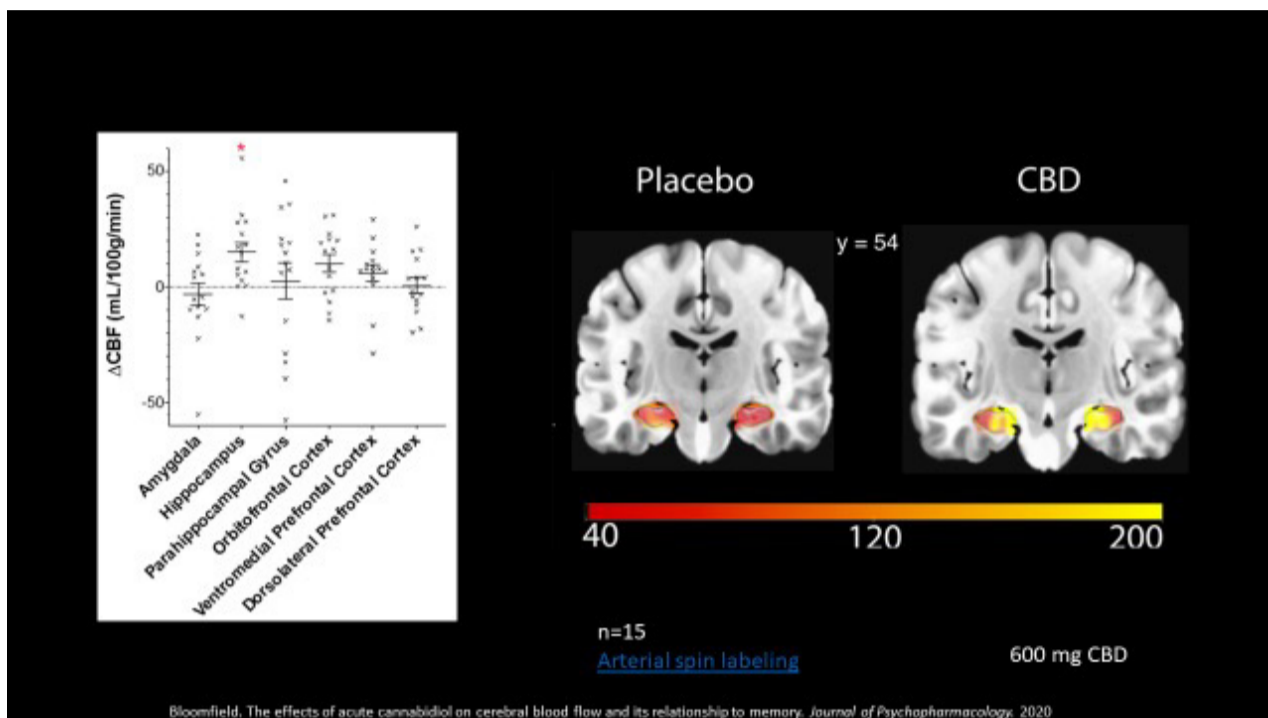 *
50
0
-50
ΔCBF (mL/100g/min)
Amygdala
Hippocampus
Parahippocampal Gyrus
Orbitofrontal Cortex
Ventromedial Prefrontal Cortex
Dorsolateral Prefrontal Cortex
Placebo
CBD
y = 54
40
120
200
n=15
Arterial spin labeling
600 mg CBD
Bloomfield. The effects of acute cannabidiol on cerebral blood flow and its relationship to memory. Journal of Psychopharmacology. 2020